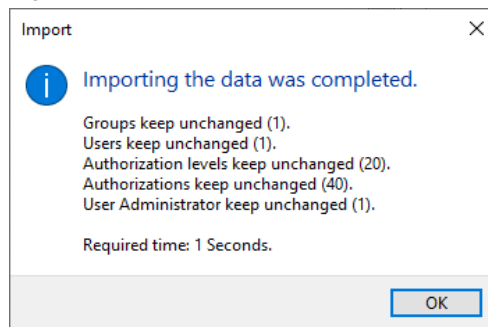 Import
Importing the data was completed.
Groups keep unchanged (1).
Users keep unchanged (1).
Authorization levels keep unchanged (20).
Authorizations keep unchanged (40).
User Administrator keep unchanged (1).
Required time: 1 Seconds.
OK